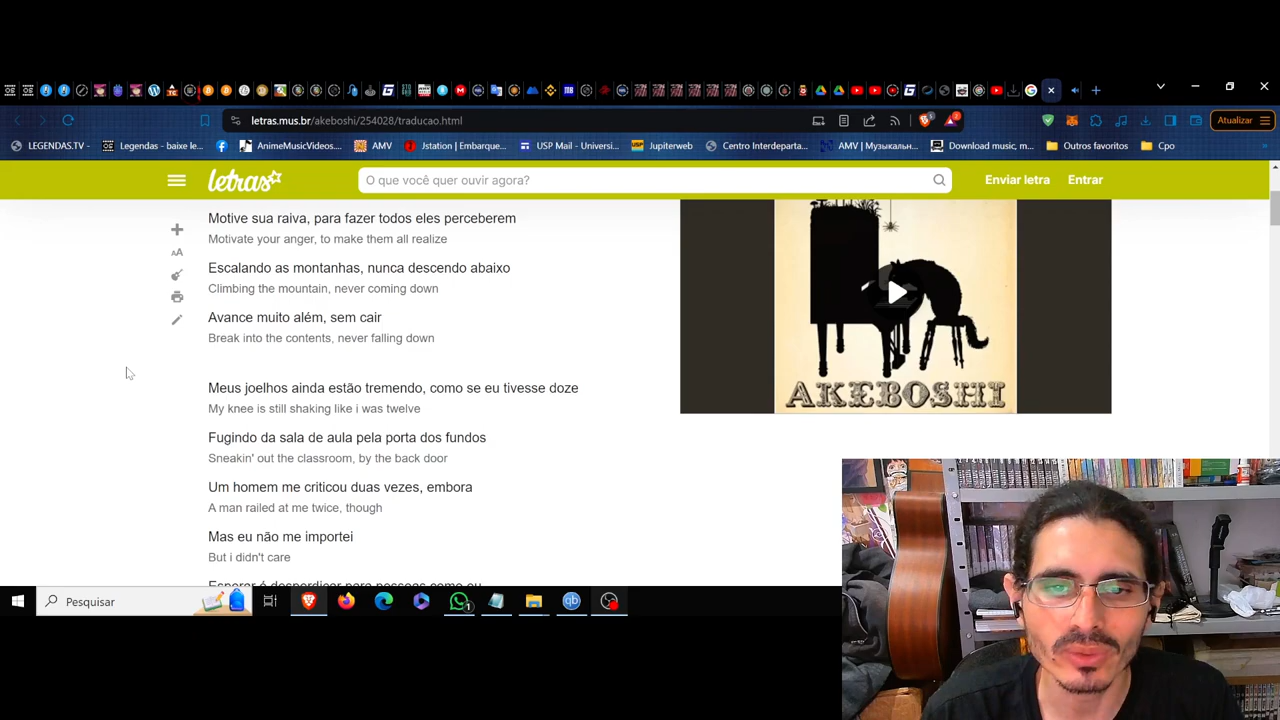 letras.mus.br/akeboshi/254028/traducao.html
Atualizar
LEGENDAS.TV -
Legendas - baixe le...
AnimeMusicVideos....
AMV
Jstation | Embarque...
USP Mail - Universi...
Jupiterweb
Centro Interdeparta...
AMV | Музыкальн...
Download music, m...
Outros favoritos
Cpo
letras
O que você quer ouvir agora?
Enviar letra
Entrar
Motive sua raiva, para fazer todos eles perceberem
Motivate your anger, to make them all realize
Escalando as montanhas, nunca descendo abaixo
Climbing the mountain, never coming down
Avance muito além, sem cair
Break into the contents, never falling down
Meus joelhos ainda estão tremendo, como se eu tivesse doze
My knee is still shaking like i was twelve
Fugindo da sala de aula pela porta dos fundos
Sneakin' out the classroom, by the back door
Um homem me criticou duas vezes, embora
A man railed at me twice, though
Mas eu não me importei
But i didn't care
Esperar é desperdiçar para pessoas como eu
AKEBOSHI
Pesquisar